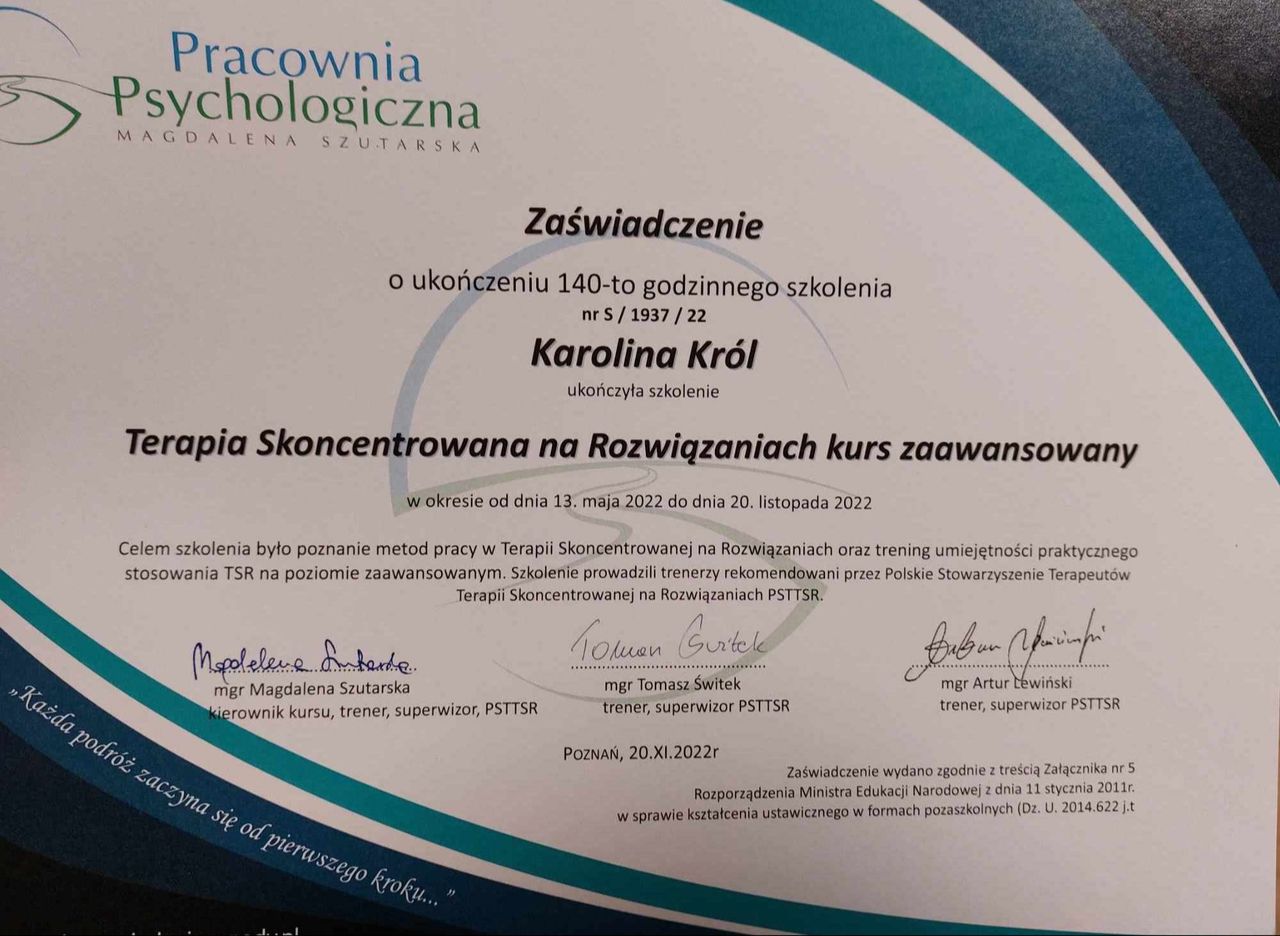 Pracownia
Psychologiczna
MAGDALENA SZUTARSKA
Zaświadczenie
o ukończeniu 140-to godzinnego szkolenia
nr S / 1937 / 22
Karolina Król
ukończyła szkolenie
Terapia Skoncentrowana na Rozwiązaniach kurs zaawansowany
w okresie od dnia 13. maja 2022 do dnia 20. listopada 2022
Celem szkolenia było poznanie metod pracy w Terapii Skoncentrowanej na Rozwiązaniach oraz trening umiejętności praktycznego
stosowania TSR na poziomie zaawansowanym. Szkolenie prowadzili trenerzy rekomendowani przez Polskie Stowarzyszenie Terapeutów
Terapii Skoncentrowanej na Rozwiązaniach PSTTSR.
mgr Magdalena Szutarska
kierownik kursu, trener, superwizor, PSTTSR
Tomasz Świtek
mgr Tomasz Świtek
trener, superwizor PSTTSR
mgr Artur Lewiński
trener, superwizor PSTTSR
POZNAŃ, 20.XI.2022r
Zaświadczenie wydano zgodnie z treścią Załącznika nr 5
Rozporządzenia Ministra Edukacji Narodowej z dnia 11 stycznia 2011r.
w sprawie kształcenia ustawicznego w formach pozaszkolnych (Dz. U. 2014.622 j.t
„Każda podróż zaczyna się od pierwszego kroku... ”